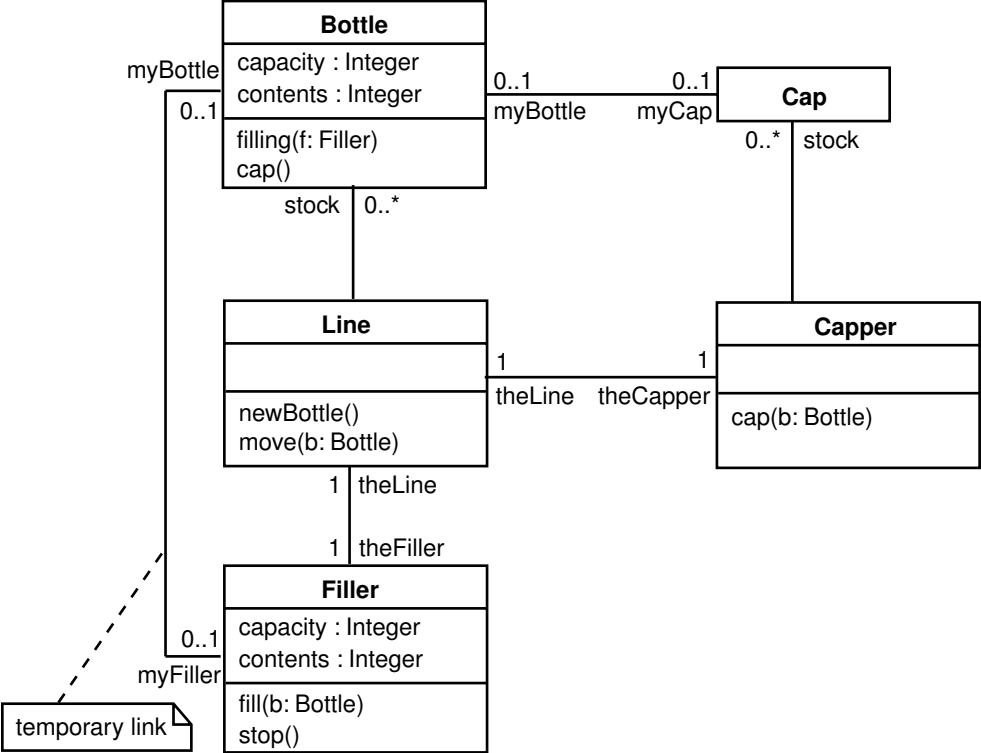 Bottle
capacity : Integer
contents : Integer
filling(f: Filler)
cap()
myBottle
0..1
0..1
myBottle
0..1
myCap
Cap
0..*
stock
stock
0..*
Line
newBottle()
move(b: Bottle)
1
theLine
1
theCapper
Capper
cap(b: Bottle)
1
theLine
1
theFiller
Filler
capacity : Integer
contents : Integer
fill(b: Bottle)
stop()
0..1
myFiller
temporary link